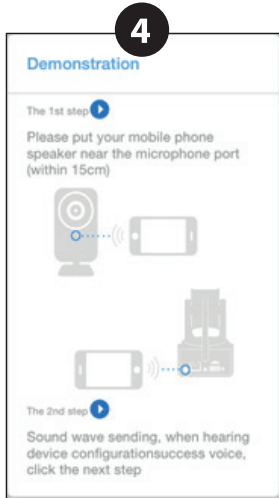 4
Demonstration
The 1st step
Please put your mobile phone
speaker near the microphone port
(within 15cm)
The 2nd step
Sound wave sending, when hearing
device configurationsuccess voice,
click the next step